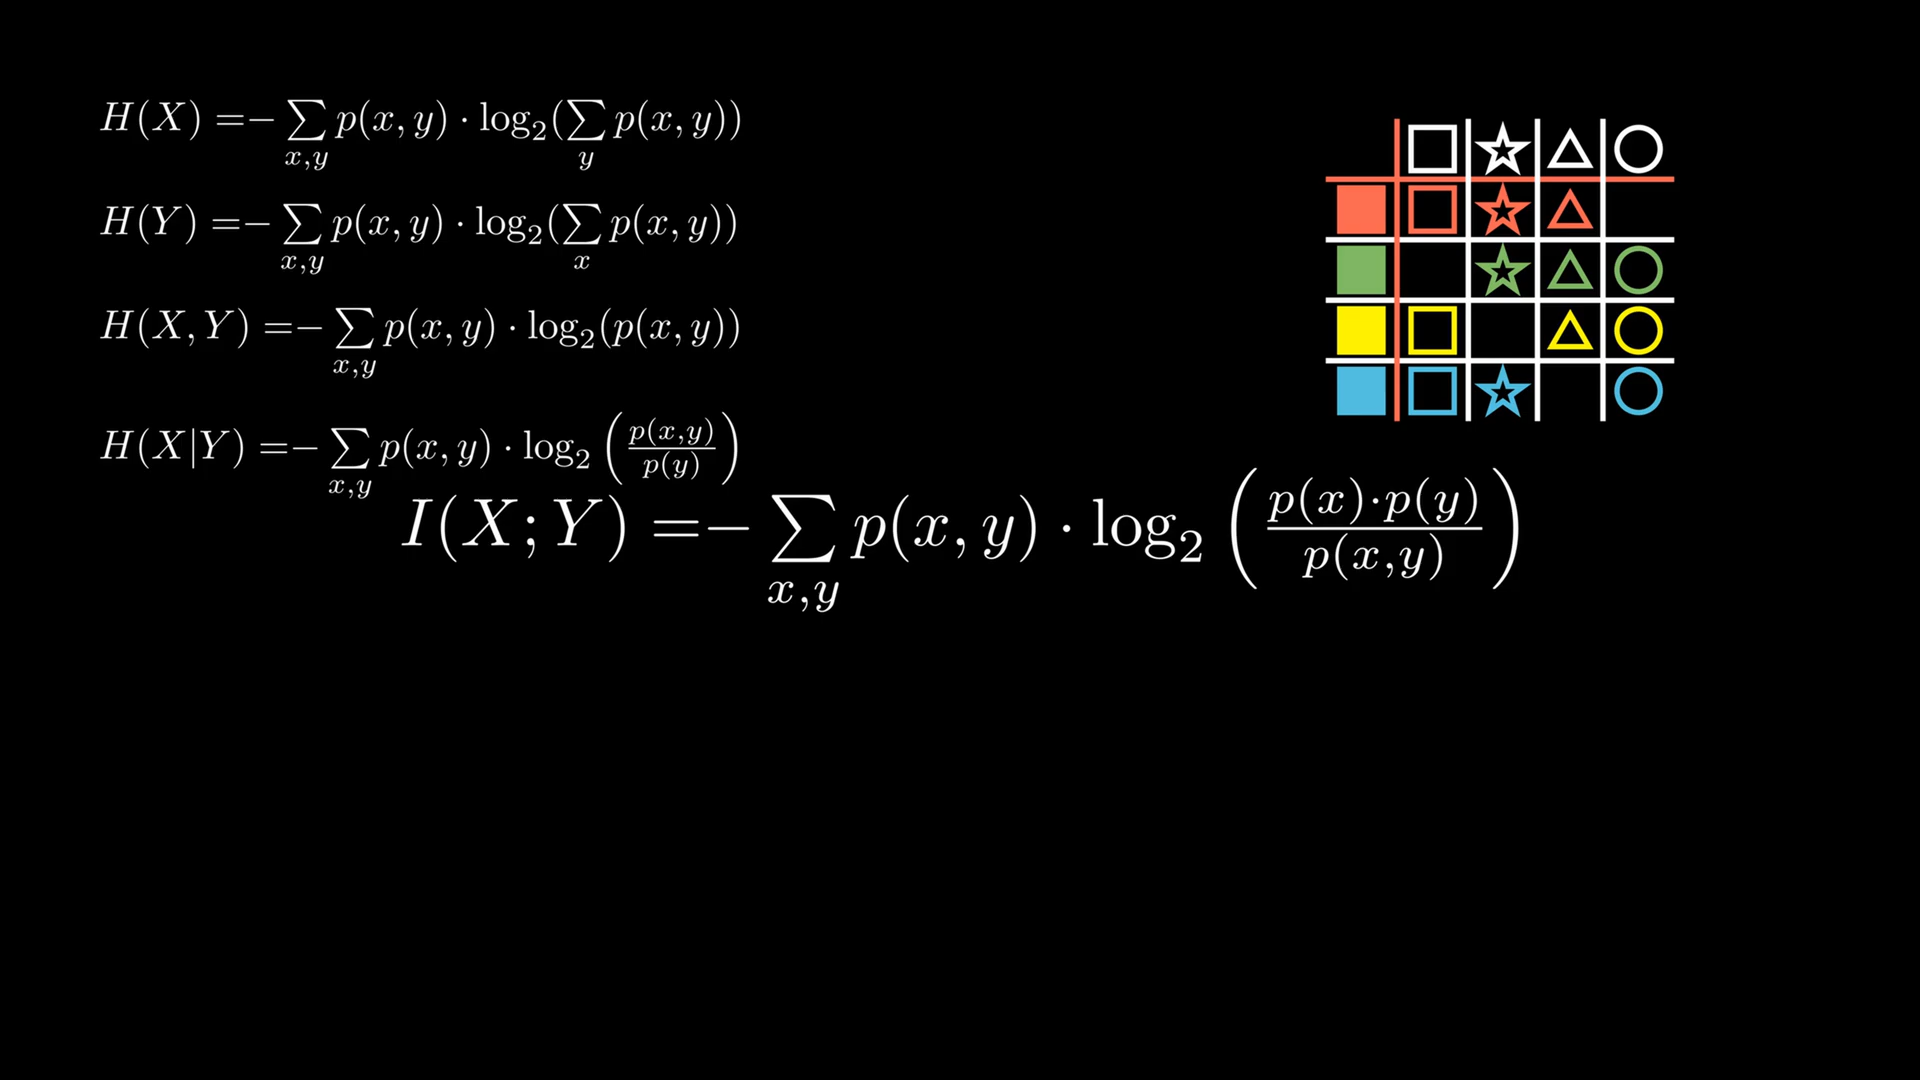 H(X) =− ∑_{x,y} p(x,y) · log₂(∑_{y} p(x,y))
H(Y) =− ∑_{x,y} p(x,y) · log₂(∑_{x} p(x,y))
H(X,Y) =− ∑_{x,y} p(x,y) · log₂(p(x,y))
H(X|Y) =− ∑_{x,y} p(x,y) · log₂(p(x,y)/p(y))
I(X;Y) =− ∑_{x,y} p(x,y) · log₂(p(x)·p(y)/p(x,y))